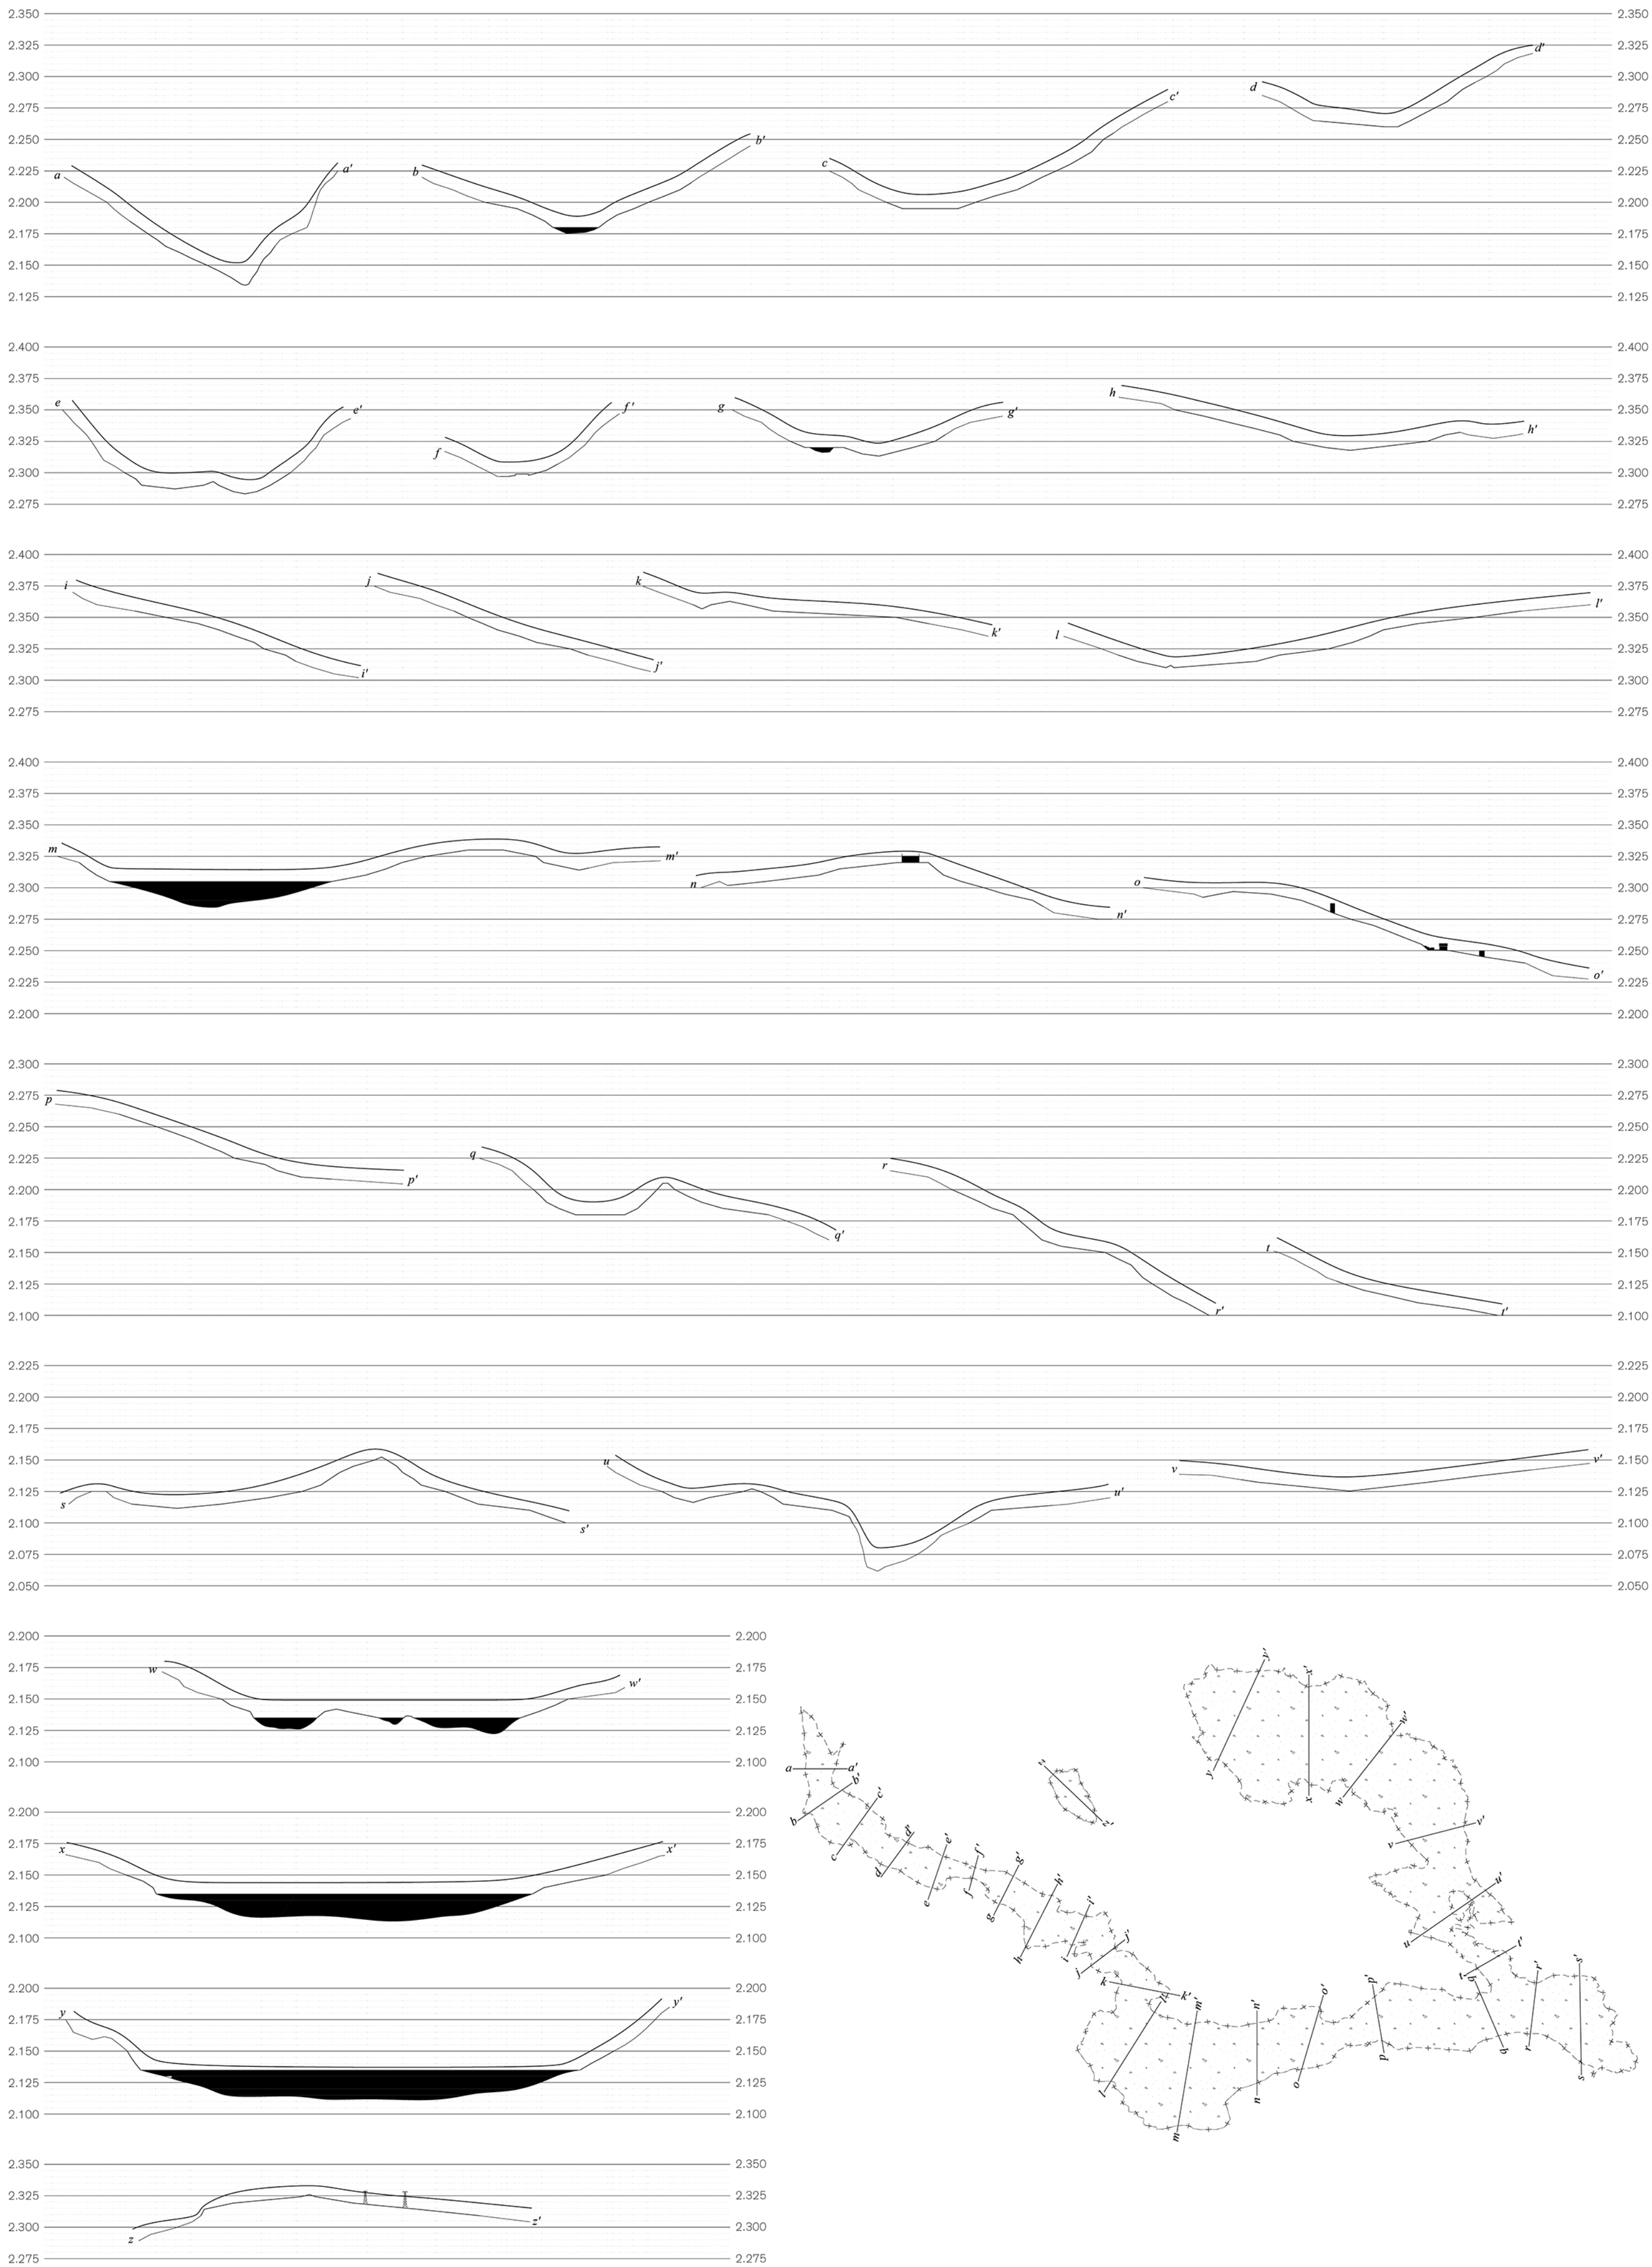 2.350 2.350
2.325 d' 2.325
2.300 d 2.300
2.275 c' 2.275
2.250 b' 2.250
2.225 a a' b c 2.225
2.200 2.200
2.175 2.175
2.150 2.150
2.125 2.125
2.400 2.400
2.375 h 2.375
2.350 e e' f' g g' 2.350
2.325 f h' 2.325
2.300 2.300
2.275 2.275
2.400 2.400
2.375 i j k 2.375
2.350 l' 2.350
2.325 k' l 2.325
2.300 i' j' 2.300
2.275 2.275
2.400 2.400
2.375 2.375
2.350 2.350
2.325 m m' 2.325
2.300 n o 2.300
2.275 n' 2.275
2.250 2.250
2.225 o' 2.225
2.200 2.200
2.300 2.300
2.275 p 2.275
2.250 2.250
2.225 q r 2.225
2.200 p' 2.200
2.175 2.175
2.150 q' t 2.150
2.125 2.125
2.100 r' t' 2.100
2.225 2.225
2.200 2.200
2.175 2.175
2.150 u v v' 2.150
2.125 s u' 2.125
2.100 s' 2.100
2.075 2.075
2.050 2.050
2.200 2.200
2.175 w w' 2.175
2.150 2.150
2.125 2.125
2.100 2.100
2.200 2.200
2.175 x x' 2.175
2.150 2.150
2.125 2.125
2.100 2.100
2.200 2.200
2.175 y y' 2.175
2.150 2.150
2.125 2.125
2.100 2.100
2.350 2.350
2.325 2.325
2.300 z z' 2.300
2.275 2.275
y' x'
w'
a a' z
b' y x w
b c' z' v'
d' v
c e' f'
d g'
e f h' u'
g i'
h i j' u t'
j k t q s'
k' l' m' n' o' p' r'
l o n p q r s
m